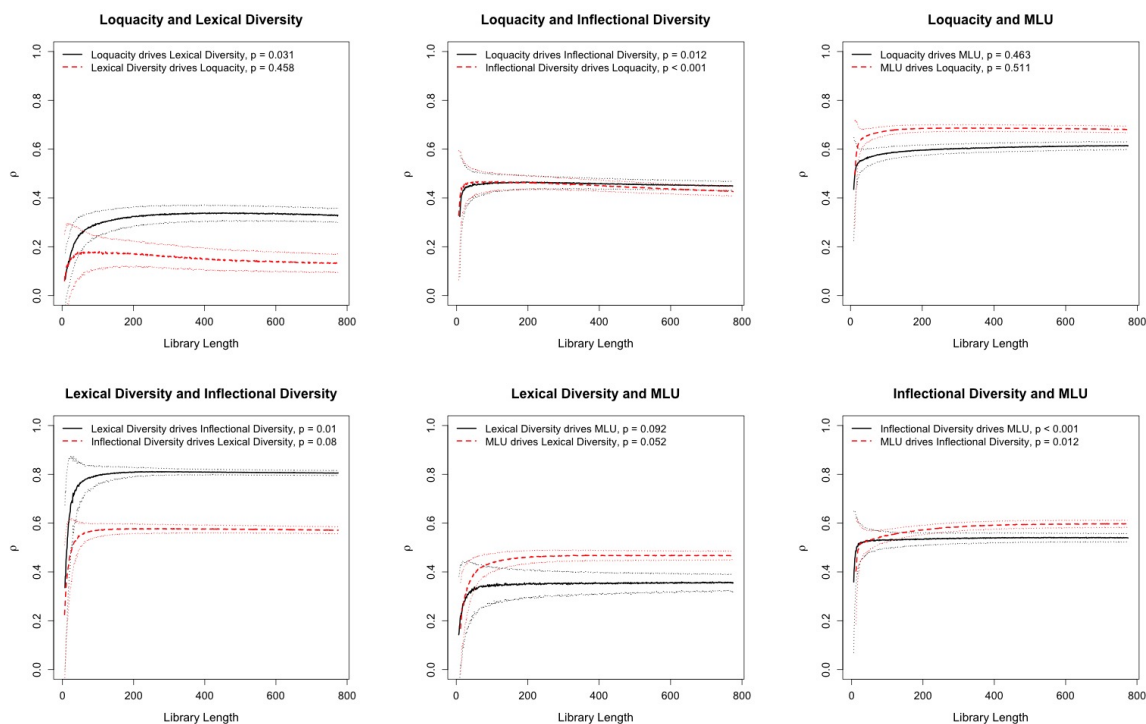 Loquacity and Lexical Diversity
Loquacity drives Lexical Diversity, p = 0.031
Lexical Diversity drives Loquacity, p = 0.458
1.0
0.8
0.6
0.4
0.2
0.0
ρ
0 200 400 600 800
Library Length
Loquacity and Inflectional Diversity
Loquacity drives Inflectional Diversity, p = 0.012
Inflectional Diversity drives Loquacity, p < 0.001
1.0
0.8
0.6
0.4
0.2
0.0
ρ
0 200 400 600 800
Library Length
Loquacity and MLU
Loquacity drives MLU, p = 0.463
MLU drives Loquacity, p = 0.511
1.0
0.8
0.6
0.4
0.2
0.0
ρ
0 200 400 600 800
Library Length
Lexical Diversity and Inflectional Diversity
Lexical Diversity drives Inflectional Diversity, p = 0.01
Inflectional Diversity drives Lexical Diversity, p = 0.08
1.0
0.8
0.6
0.4
0.2
0.0
ρ
0 200 400 600 800
Library Length
Lexical Diversity and MLU
Lexical Diversity drives MLU, p = 0.092
MLU drives Lexical Diversity, p = 0.052
1.0
0.8
0.6
0.4
0.2
0.0
ρ
0 200 400 600 800
Library Length
Inflectional Diversity and MLU
Inflectional Diversity drives MLU, p < 0.001
MLU drives Inflectional Diversity, p = 0.012
1.0
0.8
0.6
0.4
0.2
0.0
ρ
0 200 400 600 800
Library Length